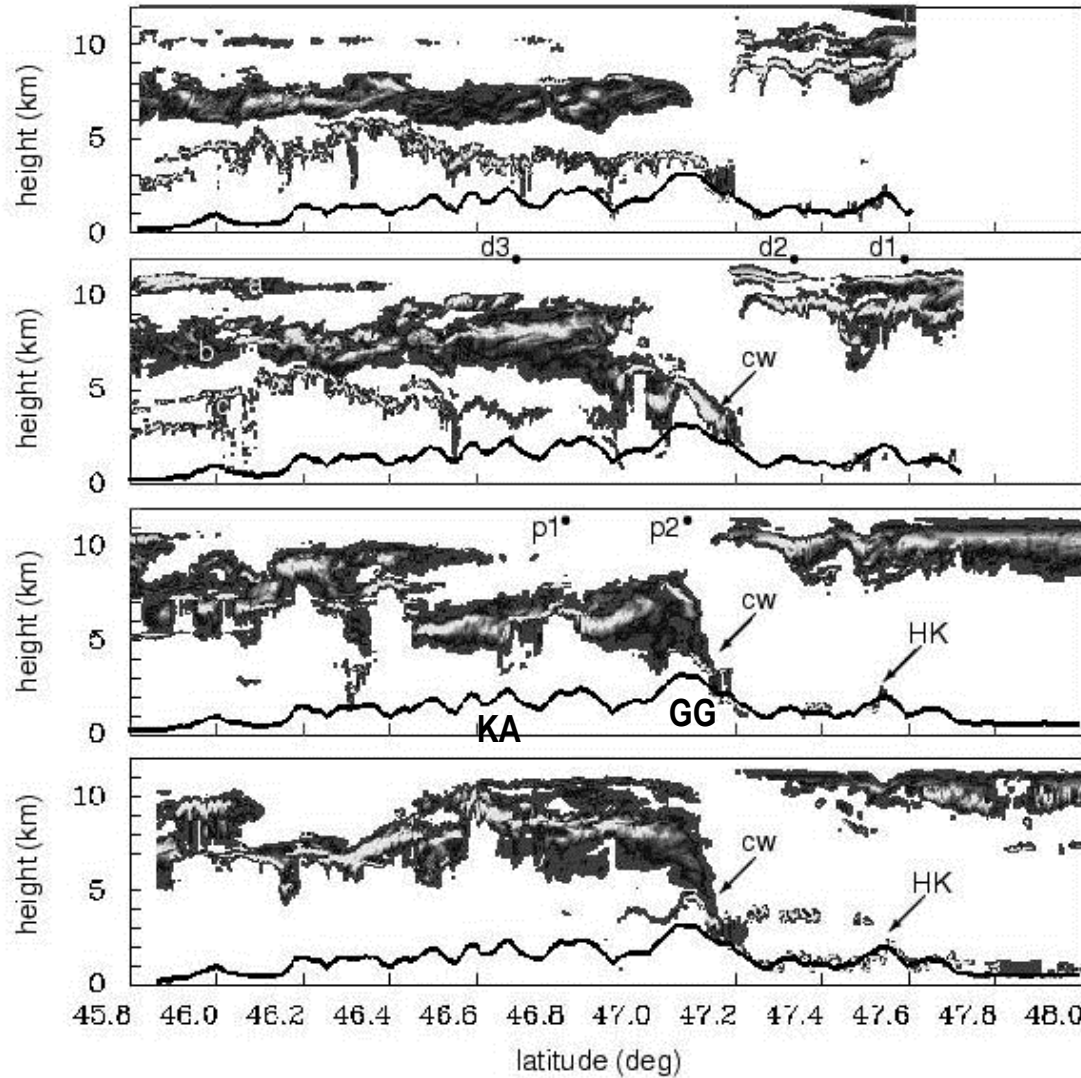 10
height (km)
5
0
d3 d2 d1
10
a
height (km)
b
cw
5
c
0
p1 p2
10
height (km)
cw
HK
5
KA GG
0
10
height (km)
cw
HK
5
0
45.8 46.0 46.2 46.4 46.6 46.8 47.0 47.2 47.4 47.6 47.8 48.0
latitude (deg)